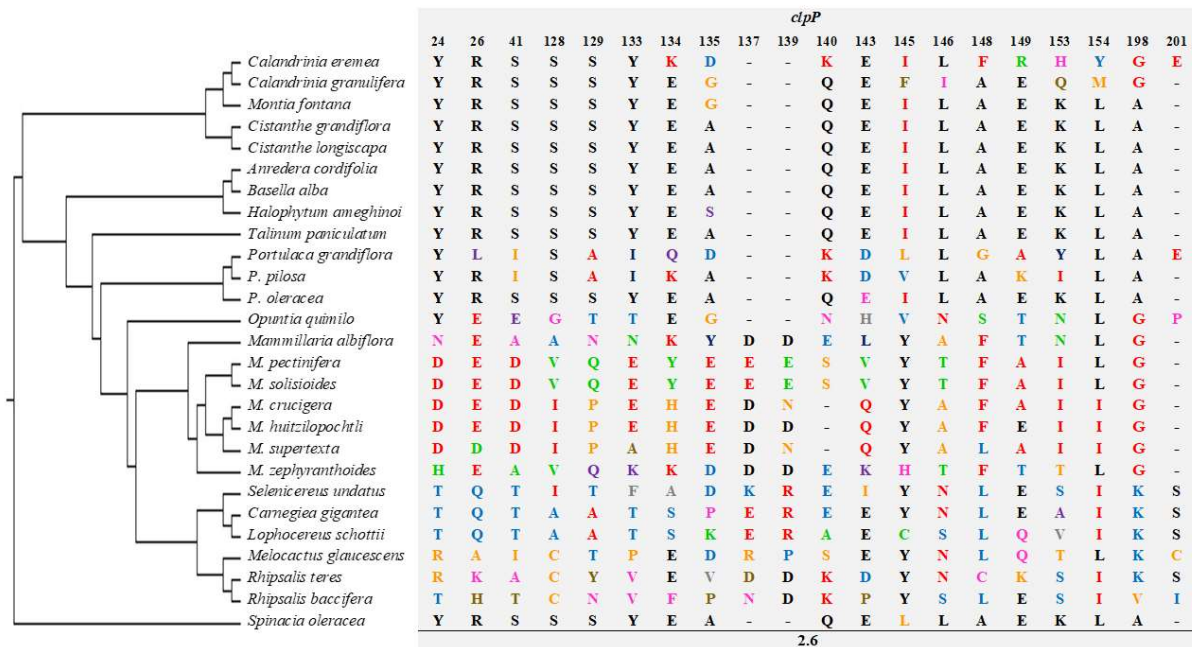 clpP
24 26 41 128 129 133 134 135 137 139 140 143 145 146 148 149 153 154 198 201
Calandrinia eremea Y R S S S Y K D - - K E I L F R H Y G E
Calandrinia granulifera Y R S S S Y E G - - Q E F I A E Q M G -
Montia fontana Y R S S S Y E G - - Q E I L A E K L A -
Cistanthe grandiflora Y R S S S Y E A - - Q E I L A E K L A -
Cistanthe longiscapa Y R S S S Y E A - - Q E I L A E K L A -
Anredera cordifolia Y R S S S Y E A - - Q E I L A E K L A -
Basella alba Y R S S S Y E A - - Q E I L A E K L A -
Halophytum ameghinoi Y R S S S Y E S - - Q E I L A E K L A -
Talinum paniculatum Y R S S S Y E A - - Q E I L A E K L A -
Portulaca grandiflora Y L I S A I Q D - - K D L L G A Y L A E
P. pilosa Y R I S A I K A - - K D V L A K I L A -
P. oleracea Y R S S S Y E A - - Q E I L A E K L A -
Opuntia quimilo Y E E G T T E G - - N H V N S T N L G P
Mammillaria albiflora N E A A N N K Y D D E L Y A F T N L G -
M. pectinifera D E D V Q E Y E E E S V Y T F A I L G -
M. solisioides D E D V Q E Y E E E S V Y T F A I L G -
M. crucigera D E D I P E H E D N - Q Y A F A I I G -
M. huitzilopochtli D E D I P E H E D D - Q Y A F E I I G -
M. supertexta D D D I P A H E D N - Q Y A L A I I G -
M. zephyranthoides H E A V Q K K D D D E K H T F T T L G -
Selenicereus undatus T Q T I T F A D K R E I Y N L E S I K S
Carnegiea gigantea T Q T A A T S P E R E E Y N L E A I K S
Lophocereus schottii T Q T A A T S K E R A E C S L Q V I K S
Melocactus glaucescens R A I C T P E D R P S E Y N L Q T L K C
Rhipsalis teres R K A C Y V E V D D K D Y N C K S I K S
Rhipsalis baccifera T H T C N V F P N D K P Y S L E S I V I
Spinacia oleracea Y R S S S Y E A - - Q E L L A E K L A -
2.6